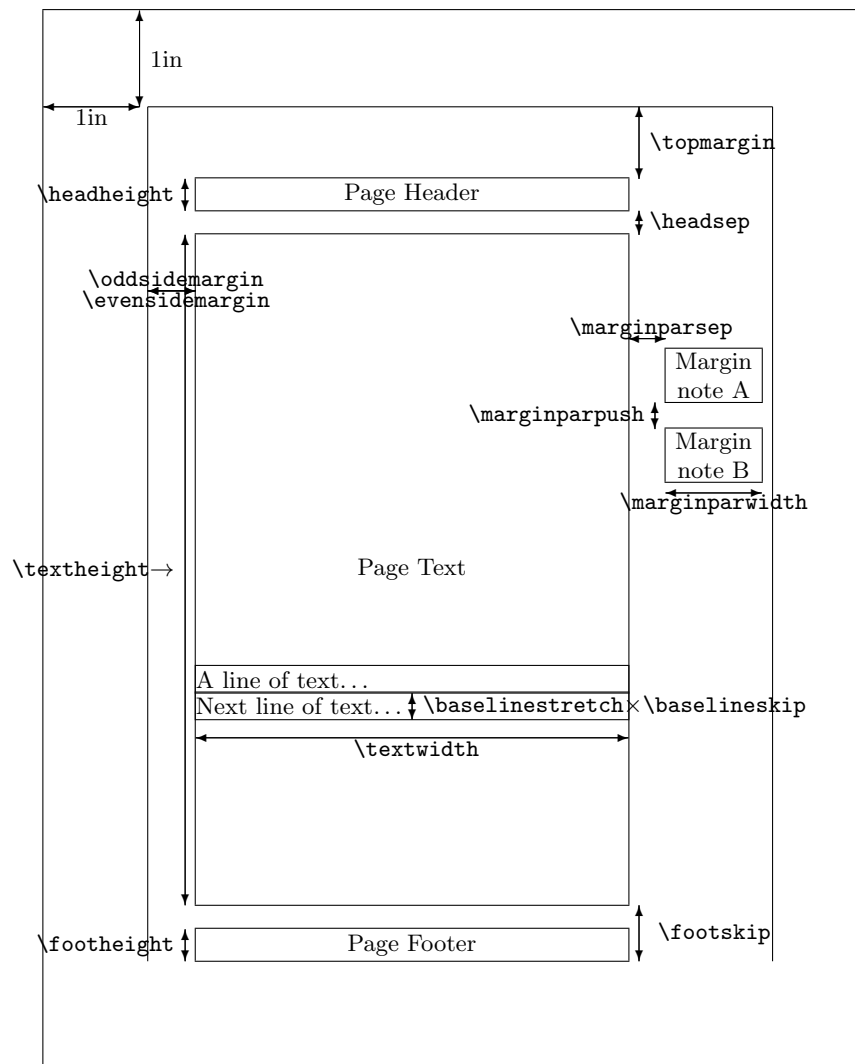 1in
1in
\topmargin
\headheight
Page Header
\headsep
\oddsidemargin
\evensidemargin
\marginparsep
Margin
note A
\marginparpush
Margin
note B
\marginparwidth
\textheight→
Page Text
A line of text...
Next line of text... \baselinestretch×\baselineskip
\textwidth
\footheight
Page Footer
\footskip